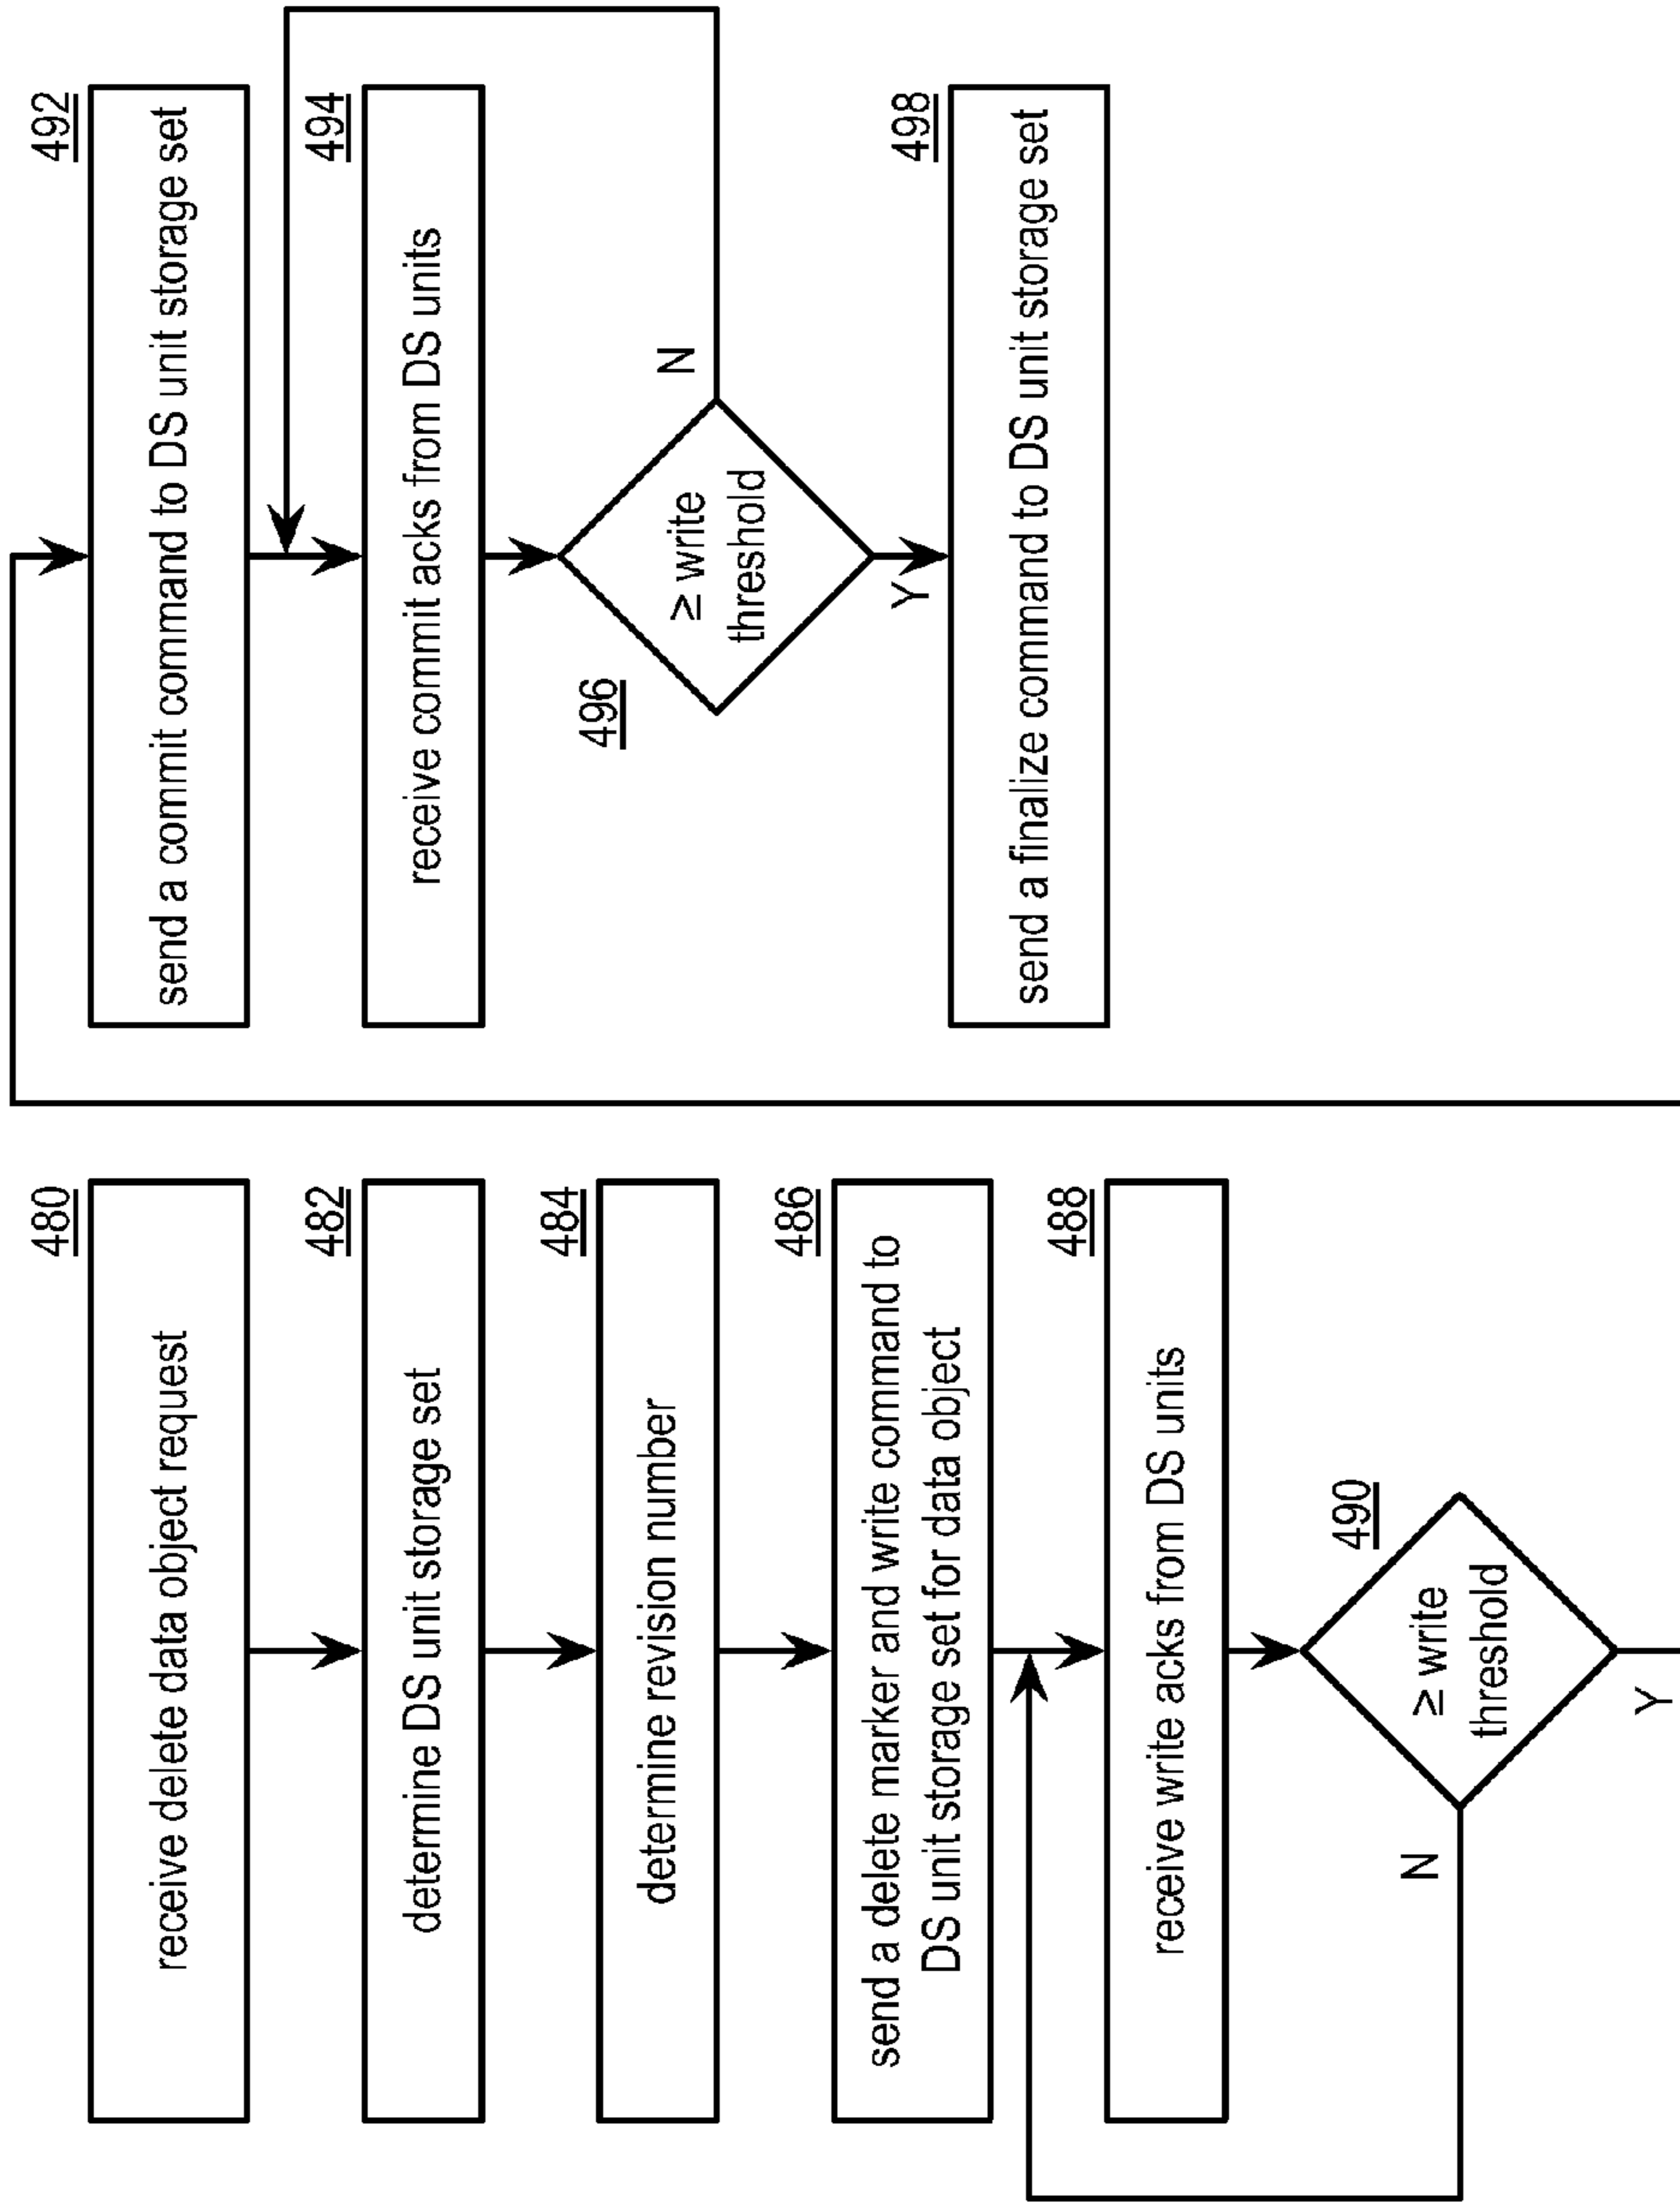 480
receive delete data object request
482
determine DS unit storage set
484
determine revision number
486
send a delete marker and write command to
DS unit storage set for data object
488
receive write acks from DS units
490
≥ write
threshold
N
Y
492
send a commit command to DS unit storage set
494
receive commit acks from DS units
496
≥ write
threshold
N
Y
498
send a finalize command to DS unit storage set